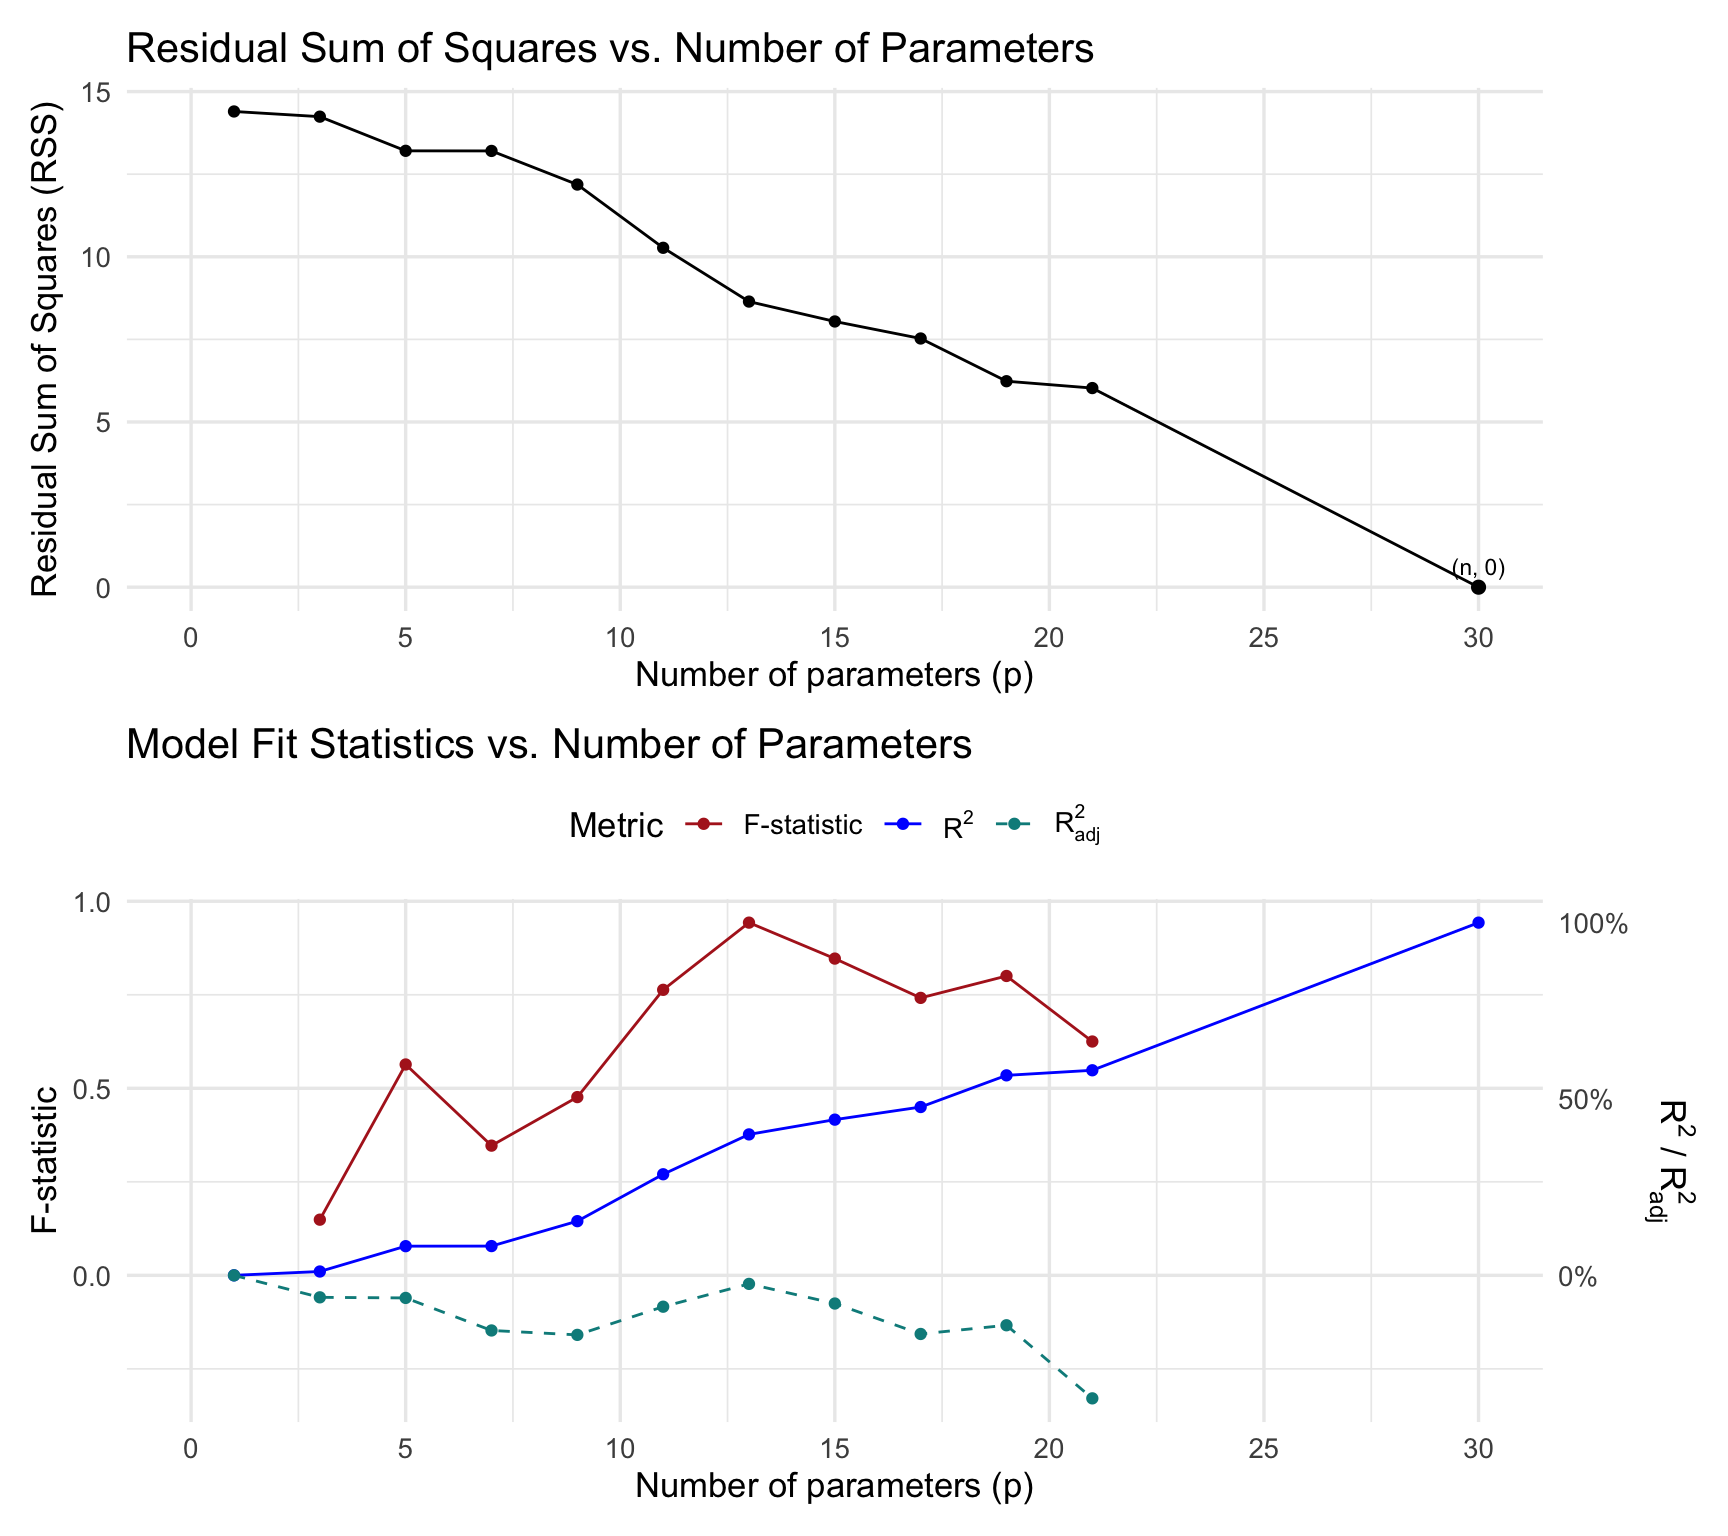 Residual Sum of Squares vs. Number of Parameters
Residual Sum of Squares (RSS)
15
10
5
0
(n, 0)
0 5 10 15 20 25 30
Number of parameters (p)
Model Fit Statistics vs. Number of Parameters
Metric F-statistic R² R²adj
F-statistic
1.0
0.5
0.0
100%
50%
0%
R² / R²adj
0 5 10 15 20 25 30
Number of parameters (p)